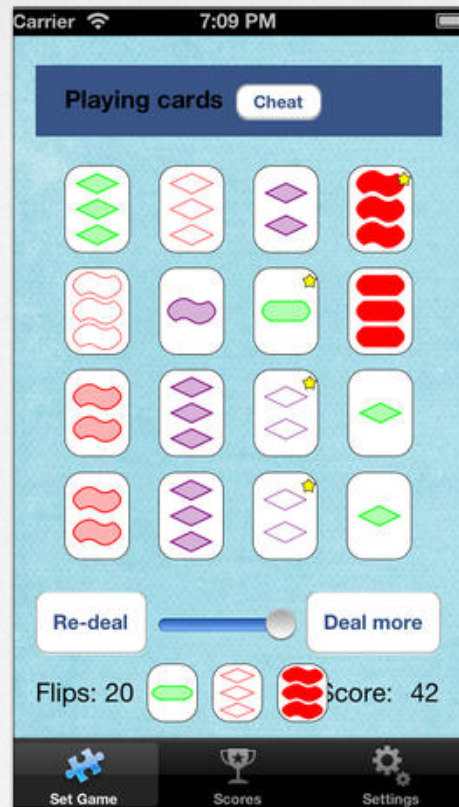 Carrier 7:09 PM
Playing cards Cheat
Re-deal Deal more
Flips: 20 Score: 42
Set Game Scores Settings